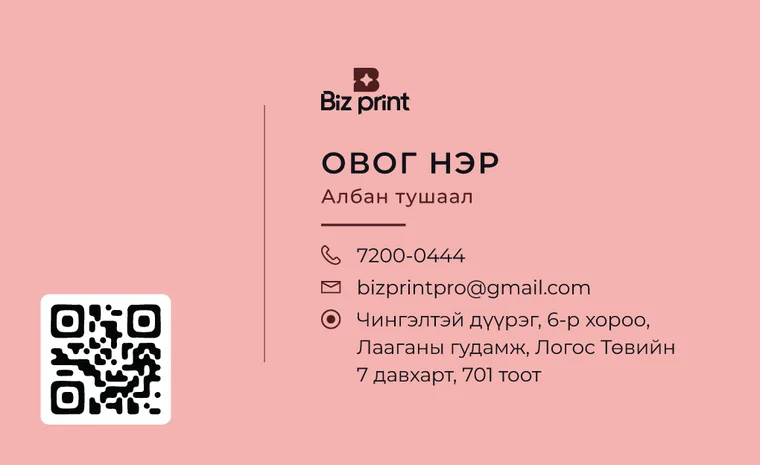 Biz print
ОВОГ НЭР
Албан тушаал
7200-0444
bizprintpro@gmail.com
Чингэлтэй дүүрэг, 6-р хороо,
Лааганы гудамж, Логос Төвийн
7 давхарт, 701 тоот